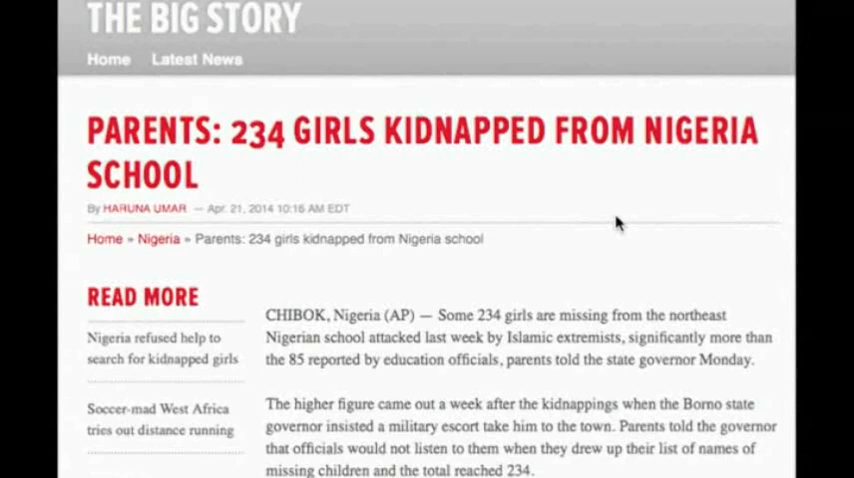 THE BIG STORY
Home Latest News
PARENTS: 234 GIRLS KIDNAPPED FROM NIGERIA
SCHOOL
By HARUNA UMAR — Apr. 21, 2014 10:16 AM EDT
Home » Nigeria » Parents: 234 girls kidnapped from Nigeria school
READ MORE
Nigeria refused help to
search for kidnapped girls
Soccer-mad West Africa
tries out distance running
CHIBOK, Nigeria (AP) — Some 234 girls are missing from the northeast
Nigerian school attacked last week by Islamic extremists, significantly more than
the 85 reported by education officials, parents told the state governor Monday.
The higher figure came out a week after the kidnappings when the Borno state
governor insisted a military escort take him to the town. Parents told the governor
that officials would not listen to them when they drew up their list of names of
missing children and the total reached 234.